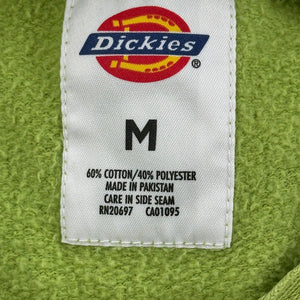 Dickies
®
M
60% COTTON/40% POLYESTER
MADE IN PAKISTAN
CARE IN SIDE SEAM
RN20697 CA01095